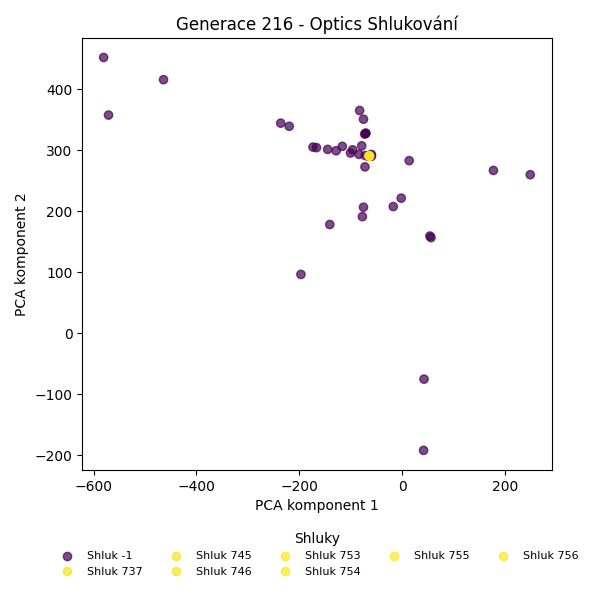 Generace 216 - Optics Shlukování
PCA komponent 2
400
300
200
100
0
−100
−200
−600
−400
−200
0
200
PCA komponent 1
Shluky
Shluk -1
Shluk 745
Shluk 753
Shluk 755
Shluk 756
Shluk 737
Shluk 746
Shluk 754